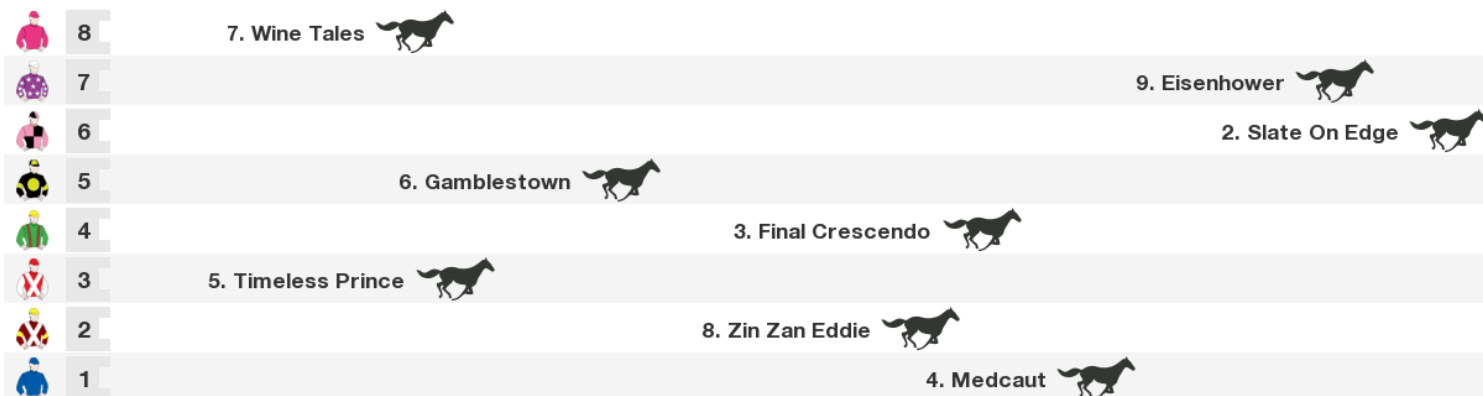 8 7. Wine Tales
7 9. Eisenhower
6 2. Slate On Edge
5 6. Gamblestown
4 3. Final Crescendo
3 5. Timeless Prince
2 8. Zin Zan Eddie
1 4. Medcaut